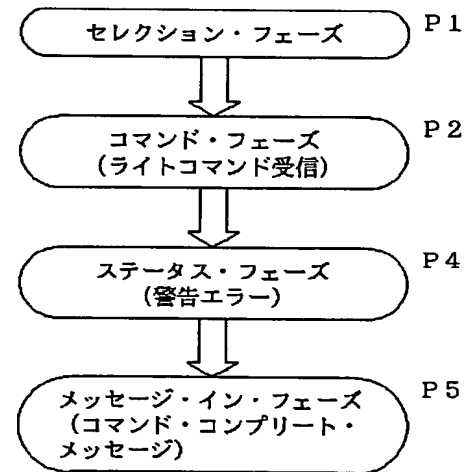 セレクション・フェーズ P1
コマンド・フェーズ P2
（ライトコマンド受信）
ステータス・フェーズ P4
（警告エラー）
メッセージ・イン・フェーズ P5
（コマンド・コンプリート・
メッセージ）